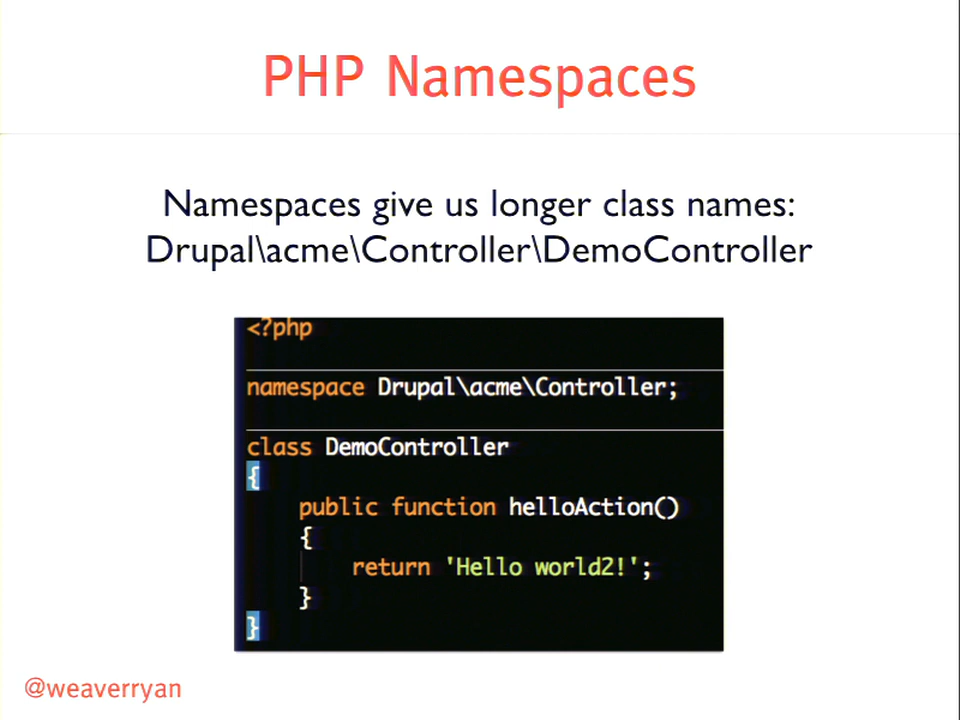 PHP Namespaces
Namespaces give us longer class names:
Drupal\acme\Controller\DemoController
<?php
namespace Drupal\acme\Controller;
class DemoController
{
public function helloAction()
{
return 'Hello world2!';
}
}
@weaverryan